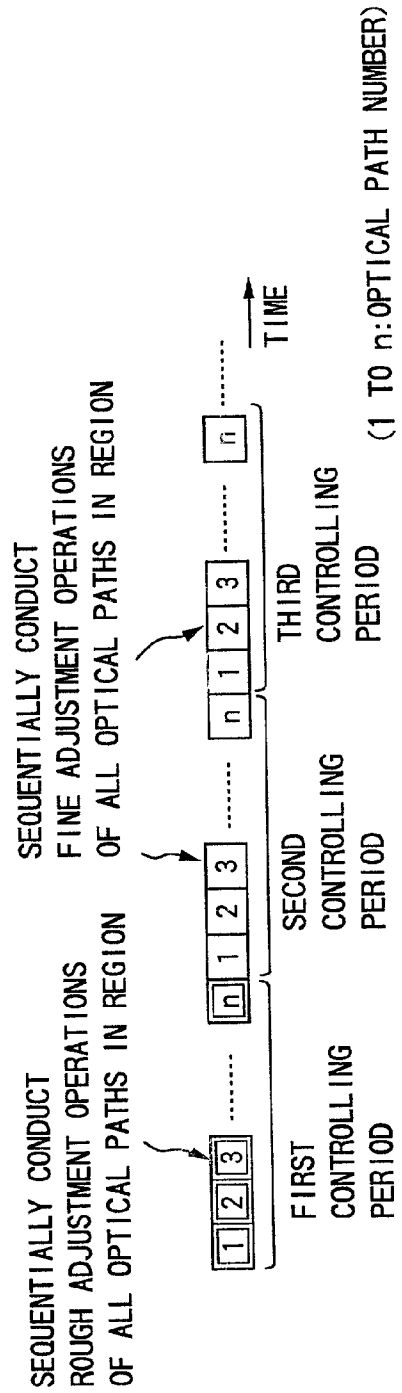 SEQUENTIALLY CONDUCT
ROUGH ADJUSTMENT OPERATIONS
OF ALL OPTICAL PATHS IN REGION
SEQUENTIALLY CONDUCT
FINE ADJUSTMENT OPERATIONS
OF ALL OPTICAL PATHS IN REGION
1 2 3 n 1 2 3 n 1 2 3 n
TIME
FIRST
CONTROLLING
PERIOD
SECOND
CONTROLLING
PERIOD
THIRD
CONTROLLING
PERIOD
(1 TO n:OPTICAL PATH NUMBER)